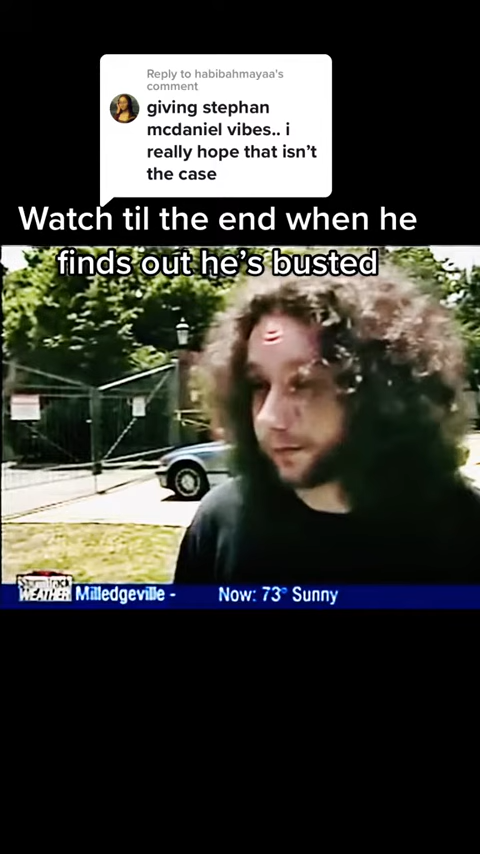 Reply to habibahmayaa's
comment
giving stephan
mcdaniel vibes.. i
really hope that isn't
the case
Watch til the end when he
finds out he's busted
StormTrack
WEATHER Milledgeville - Now: 73° Sunny